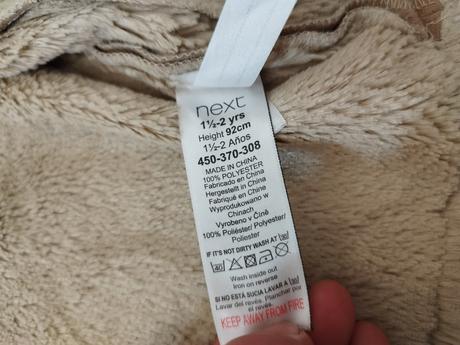 next
1½-2 yrs
Height 92cm
1½-2 Años
450-370-308
MADE IN CHINA
100% POLYESTER
Fabricado en China
Hergestellt in China
Fabriqué en Chine
Wyprodukowano w
Chinach
Vyrobeno v Číně
100% Poliéster/ Polyester/
Poliester
IF IT'S NOT DIRTY WASH AT 30
40
Wash inside out
Iron on reverse
SI NO ESTÁ SUCIA LAVAR A 30
Lavar del revés. Planchar por
el revés.
KEEP AWAY FROM FIRE